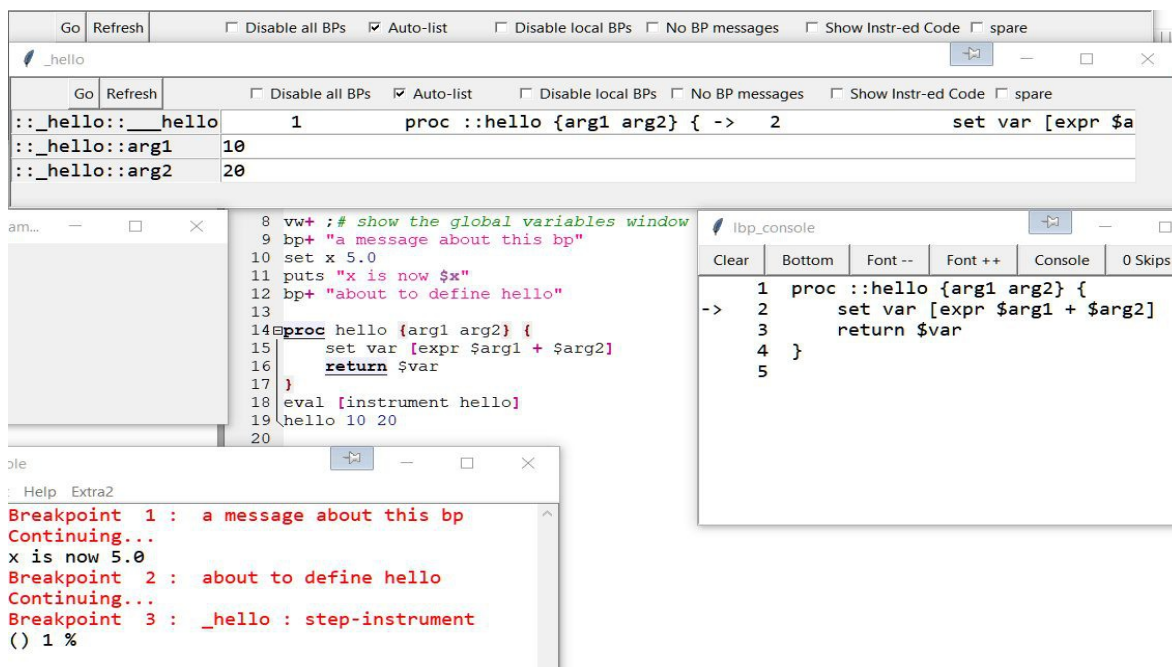 Go Refresh Disable all BPs Auto-list Disable local BPs No BP messages Show Instr-ed Code spare
_hello
Go Refresh Disable all BPs Auto-list Disable local BPs No BP messages Show Instr-ed Code spare
::_hello::___hello 1 proc ::hello {arg1 arg2} { -> 2 set var [expr $a
::_hello::arg1 10
::_hello::arg2 20
am...
8 vw+ ;# show the global variables window
9 bp+ "a message about this bp"
10 set x 5.0
11 puts "x is now $x"
12 bp+ "about to define hello"
13
14 proc hello {arg1 arg2} {
15 set var [expr $arg1 + $arg2]
16 return $var
17 }
18 eval [instrument hello]
19 hello 10 20
20
lbp_console
Clear Bottom Font -- Font ++ Console 0 Skips
1 proc ::hello {arg1 arg2} {
-> 2 set var [expr $arg1 + $arg2]
3 return $var
4 }
5
ole
Help Extra2
Breakpoint 1 : a message about this bp
Continuing...
x is now 5.0
Breakpoint 2 : about to define hello
Continuing...
Breakpoint 3 : _hello : step-instrument
() 1 %